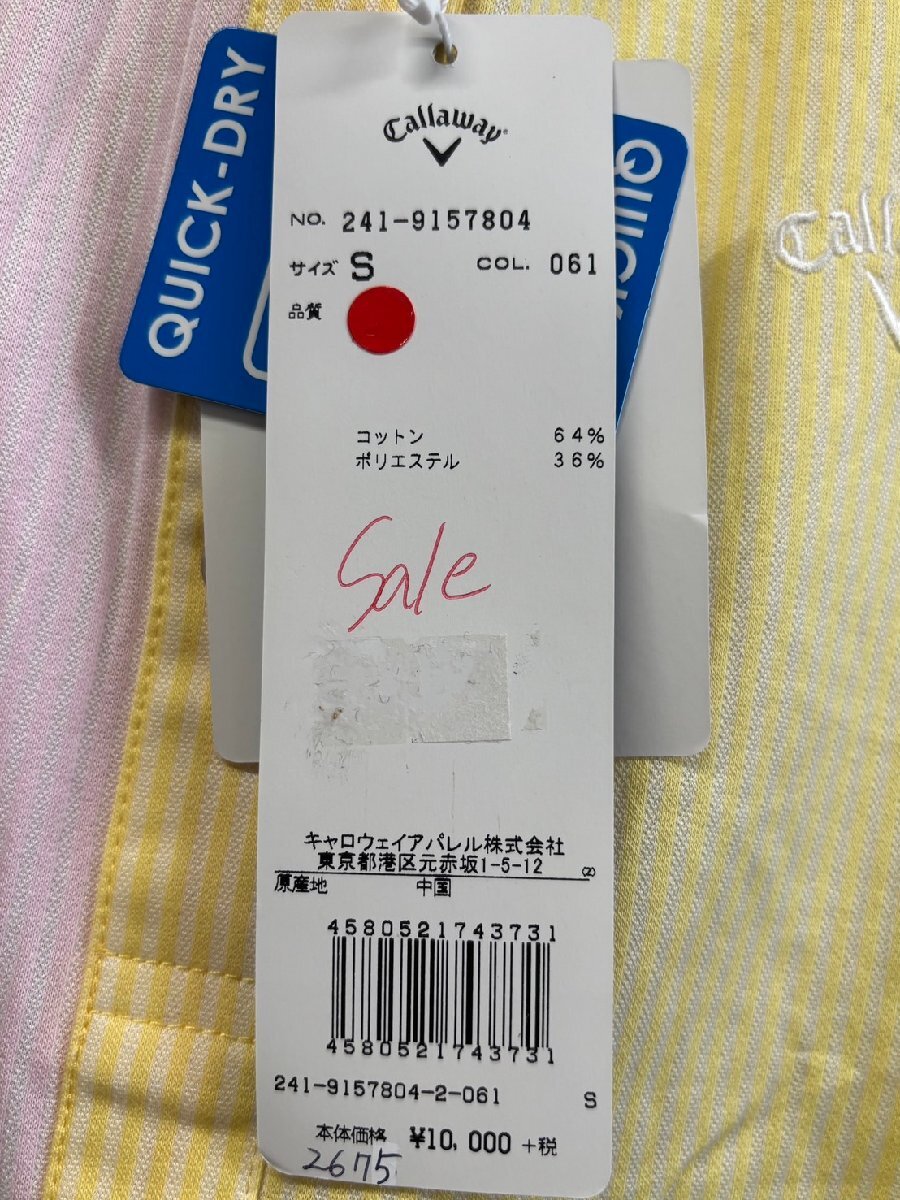 QUICK-DRY
Callaway
QUICK
Call
NO. 241-9157804
サイズ S COL. 061
品質
コットン 64%
ポリエステル 36%
Sale
キャロウェイアパレル株式会社
東京都港区元赤坂1-5-12
原産地 中国
4580521743731
4580521743731
241-9157804-2-061 S
本体価格 ¥10,000 +税
2675